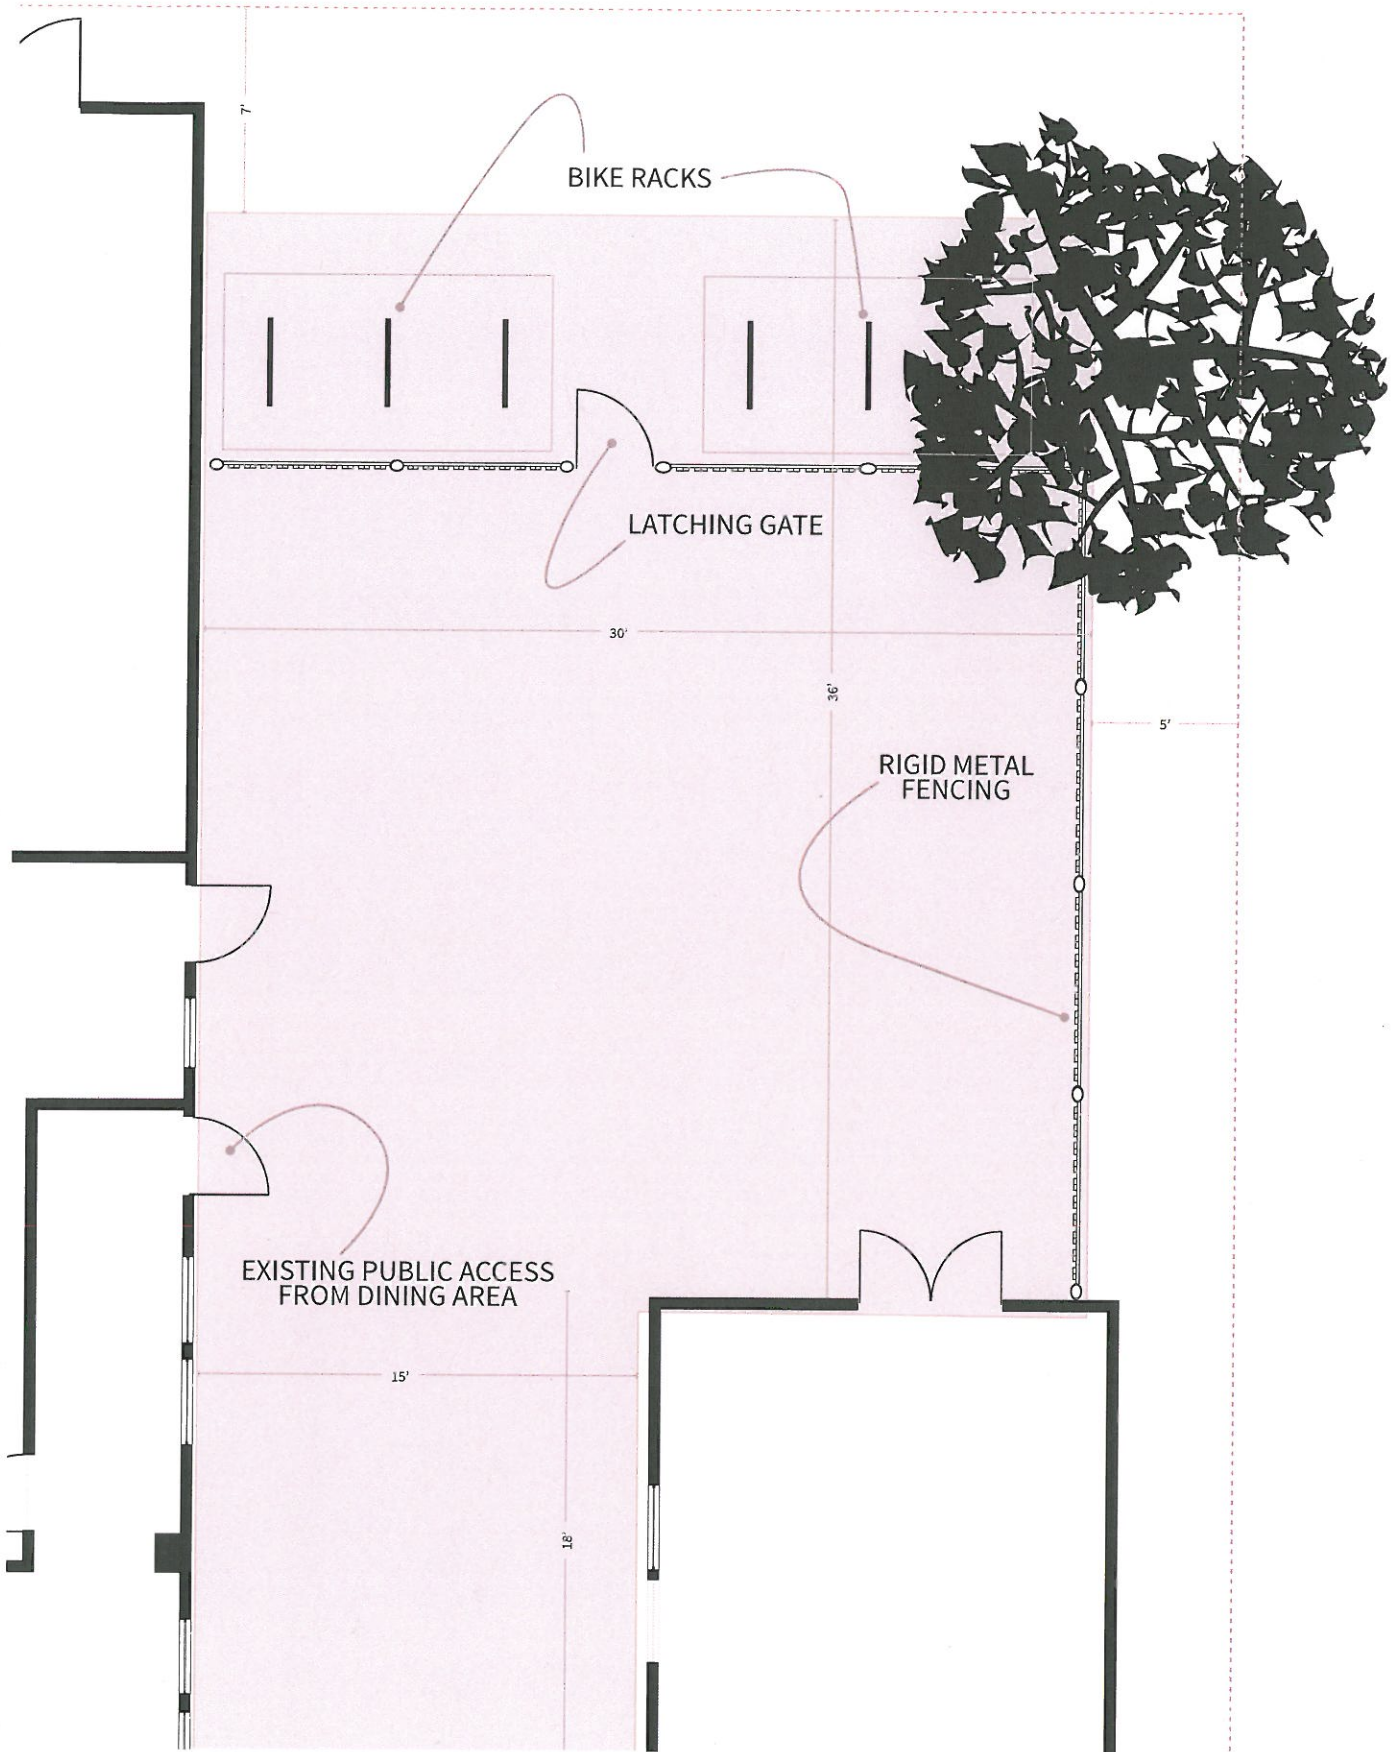 7'
BIKE RACKS
LATCHING GATE
30'
36'
5'
RIGID METAL
FENCING
EXISTING PUBLIC ACCESS
FROM DINING AREA
15'
18'